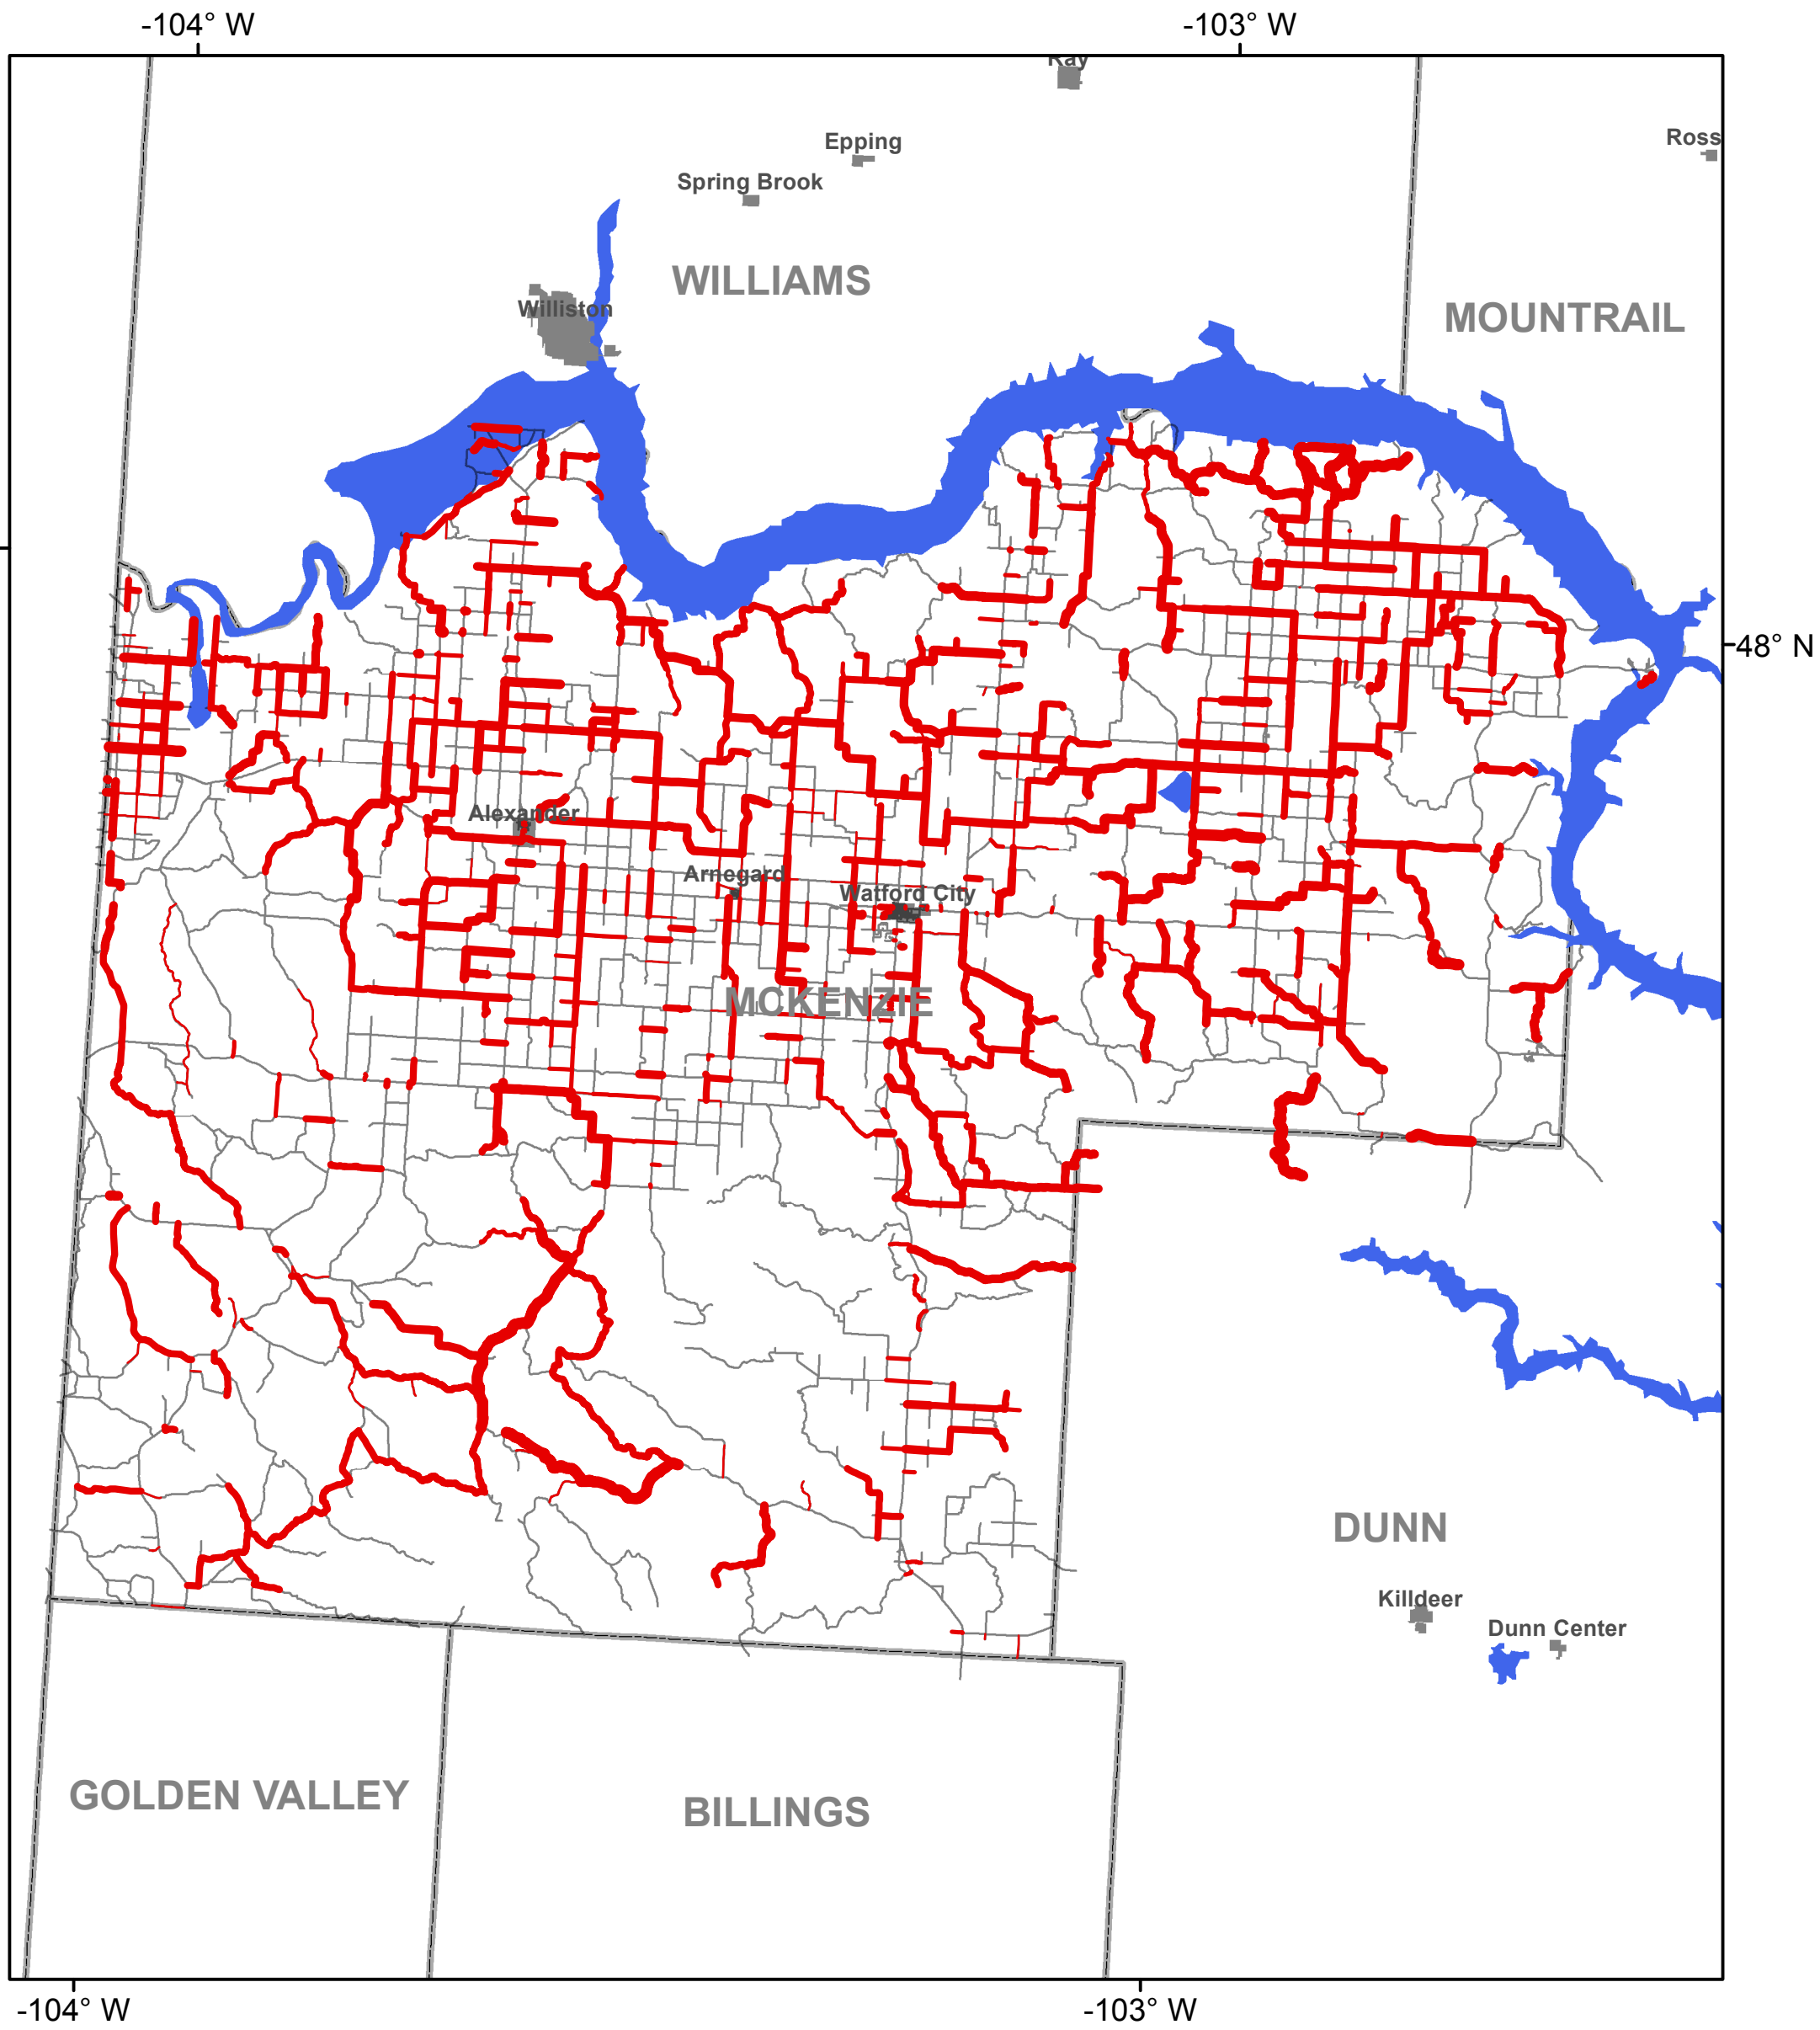 -104° W
-103° W
Ray
Ross
Epping
Spring Brook
WILLIAMS
Williston
MOUNTRAIL
48° N
Alexander
Arnegard
Watford City
MCKENZIE
DUNN
Killdeer
Dunn Center
GOLDEN VALLEY
BILLINGS
-104° W
-103° W